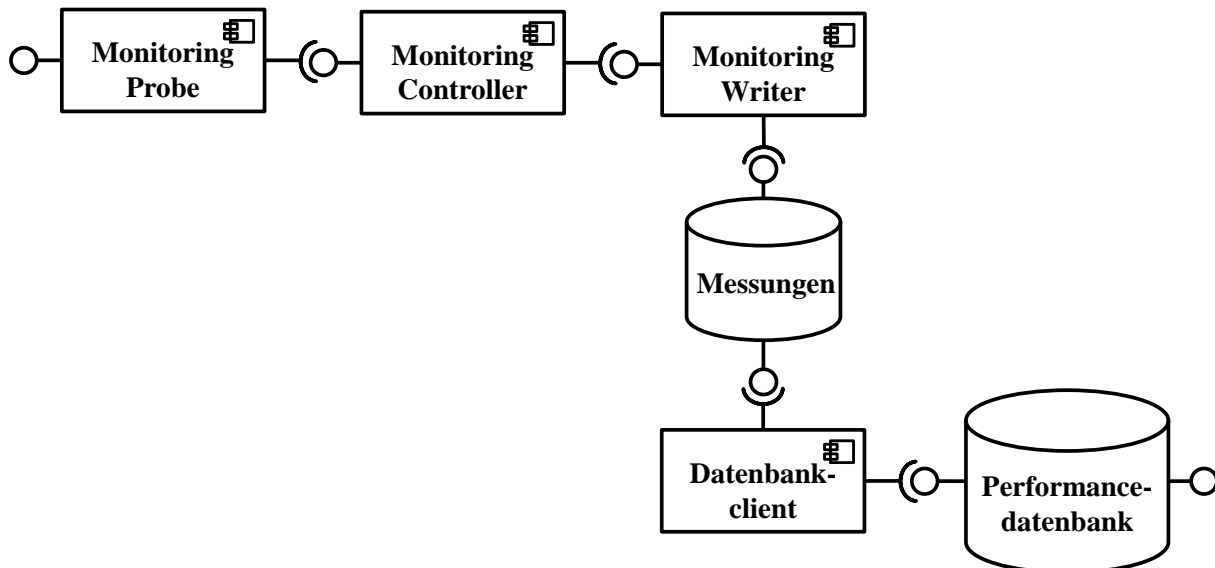 Monitoring
Probe
Monitoring
Controller
Monitoring
Writer
Messungen
Datenbank-
client
Performance-
datenbank